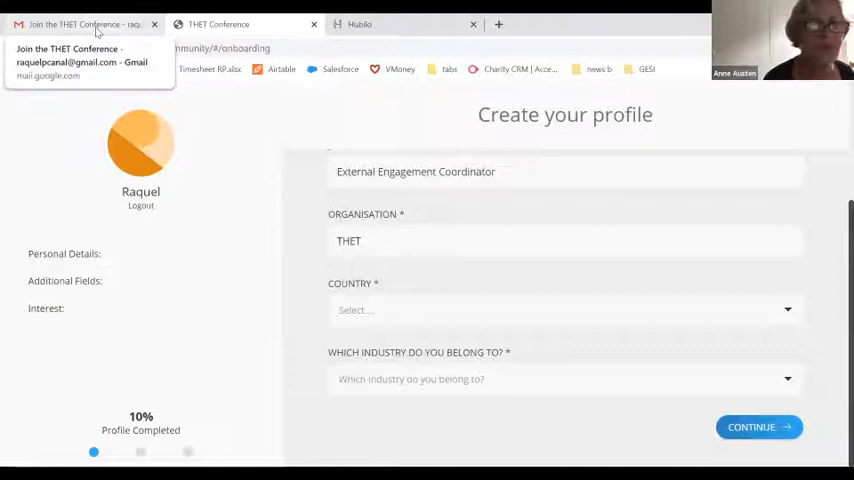 Join the THET Conference - raqu
THET Conference
Hubilo
Join the THET Conference -
raquelpcanal@gmail.com - Gmail
mail.google.com
mmunity/#/onboarding
Timesheet RP.xlsx
Airtable
Salesforce
VMoney
tabs
Charity CRM | Acce...
news b
GESI
Anne Austen
Create your profile
Raquel
Logout
Personal Details:
Additional Fields:
Interest:
10%
Profile Completed
External Engagement Coordinator
ORGANISATION *
THET
COUNTRY *
Select ...
WHICH INDUSTRY DO YOU BELONG TO? *
Which industry do you belong to?
CONTINUE